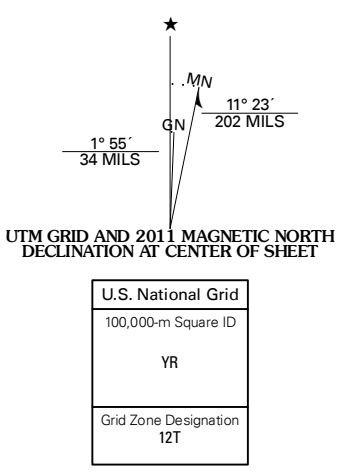 ★
MN
11° 23´
202 MILS
GN
1° 55´
34 MILS
UTM GRID AND 2011 MAGNETIC NORTH
DECLINATION AT CENTER OF SHEET
U.S. National Grid
100,000-m Square ID
YR
Grid Zone Designation
12T